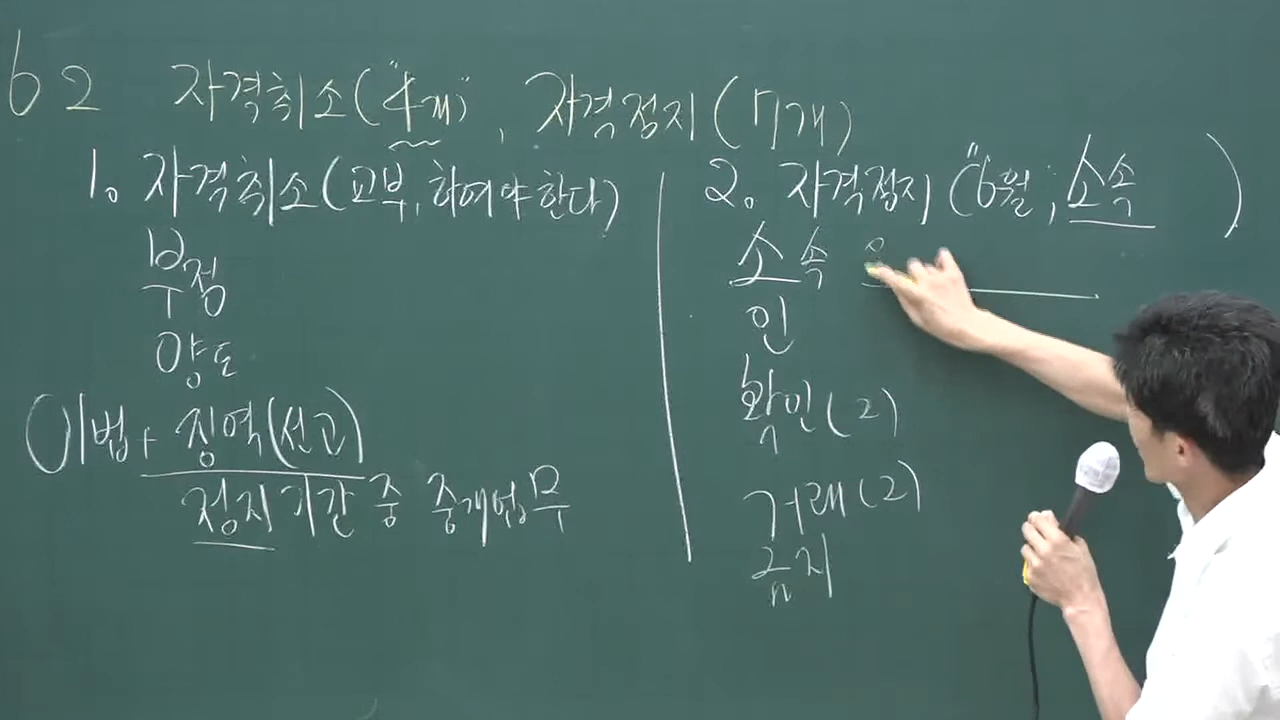 62 자격취소("4개"), 자격정지(7개)
1. 자격취소(교부, 하여야 한다)
부정
양도
이법+징역(선고)
정지기간 중 중개업무
2. 자격정지("6월; 소속 )
소속
인
확인(2)
거래(2)
금지